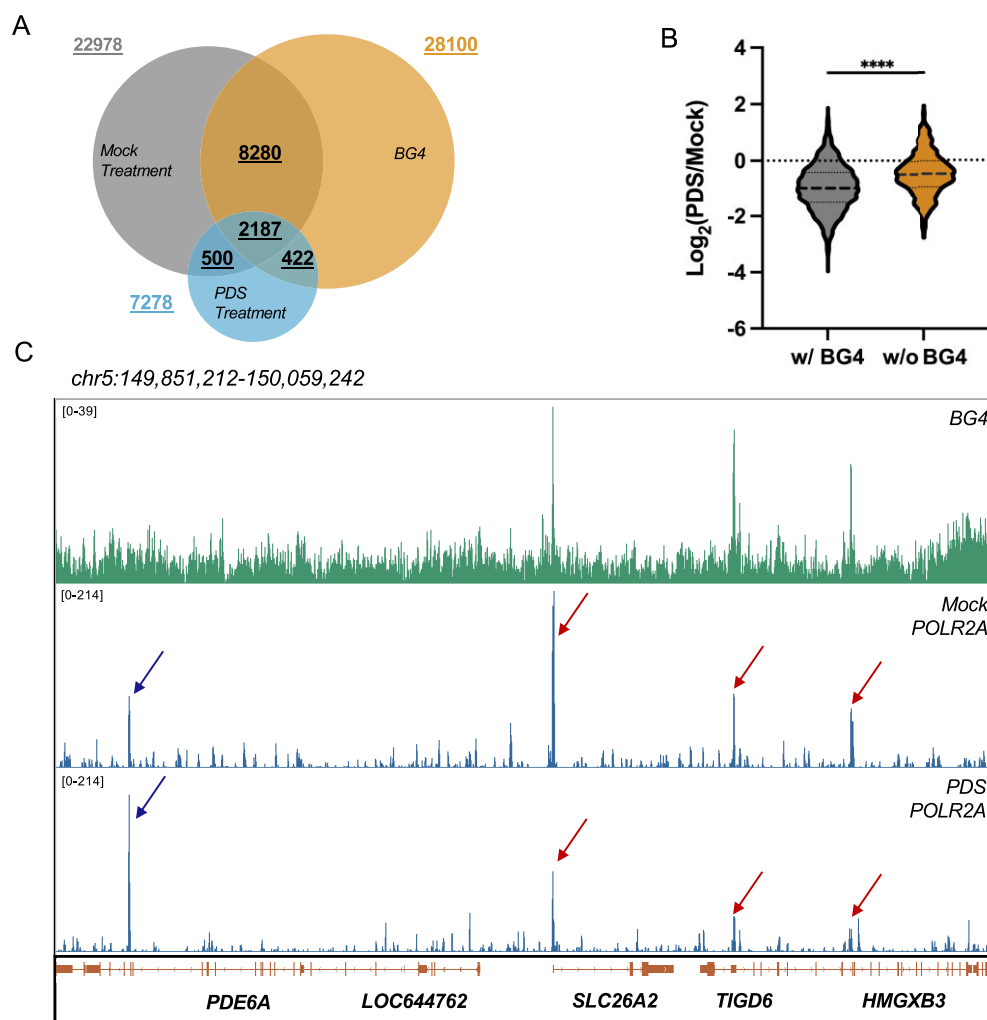 A
22978
28100
Mock
Treatment
8280
BG4
2187
500
422
7278
PDS
Treatment
B
Log2(PDS/Mock)
4
2
0
-2
-4
-6
****
w/ BG4
w/o BG4
C
chr5:149,851,212-150,059,242
[0-39]
BG4
[0-214]
Mock
POLR2A
[0-214]
PDS
POLR2A
PDE6A
LOC644762
SLC26A2
TIGD6
HMGXB3